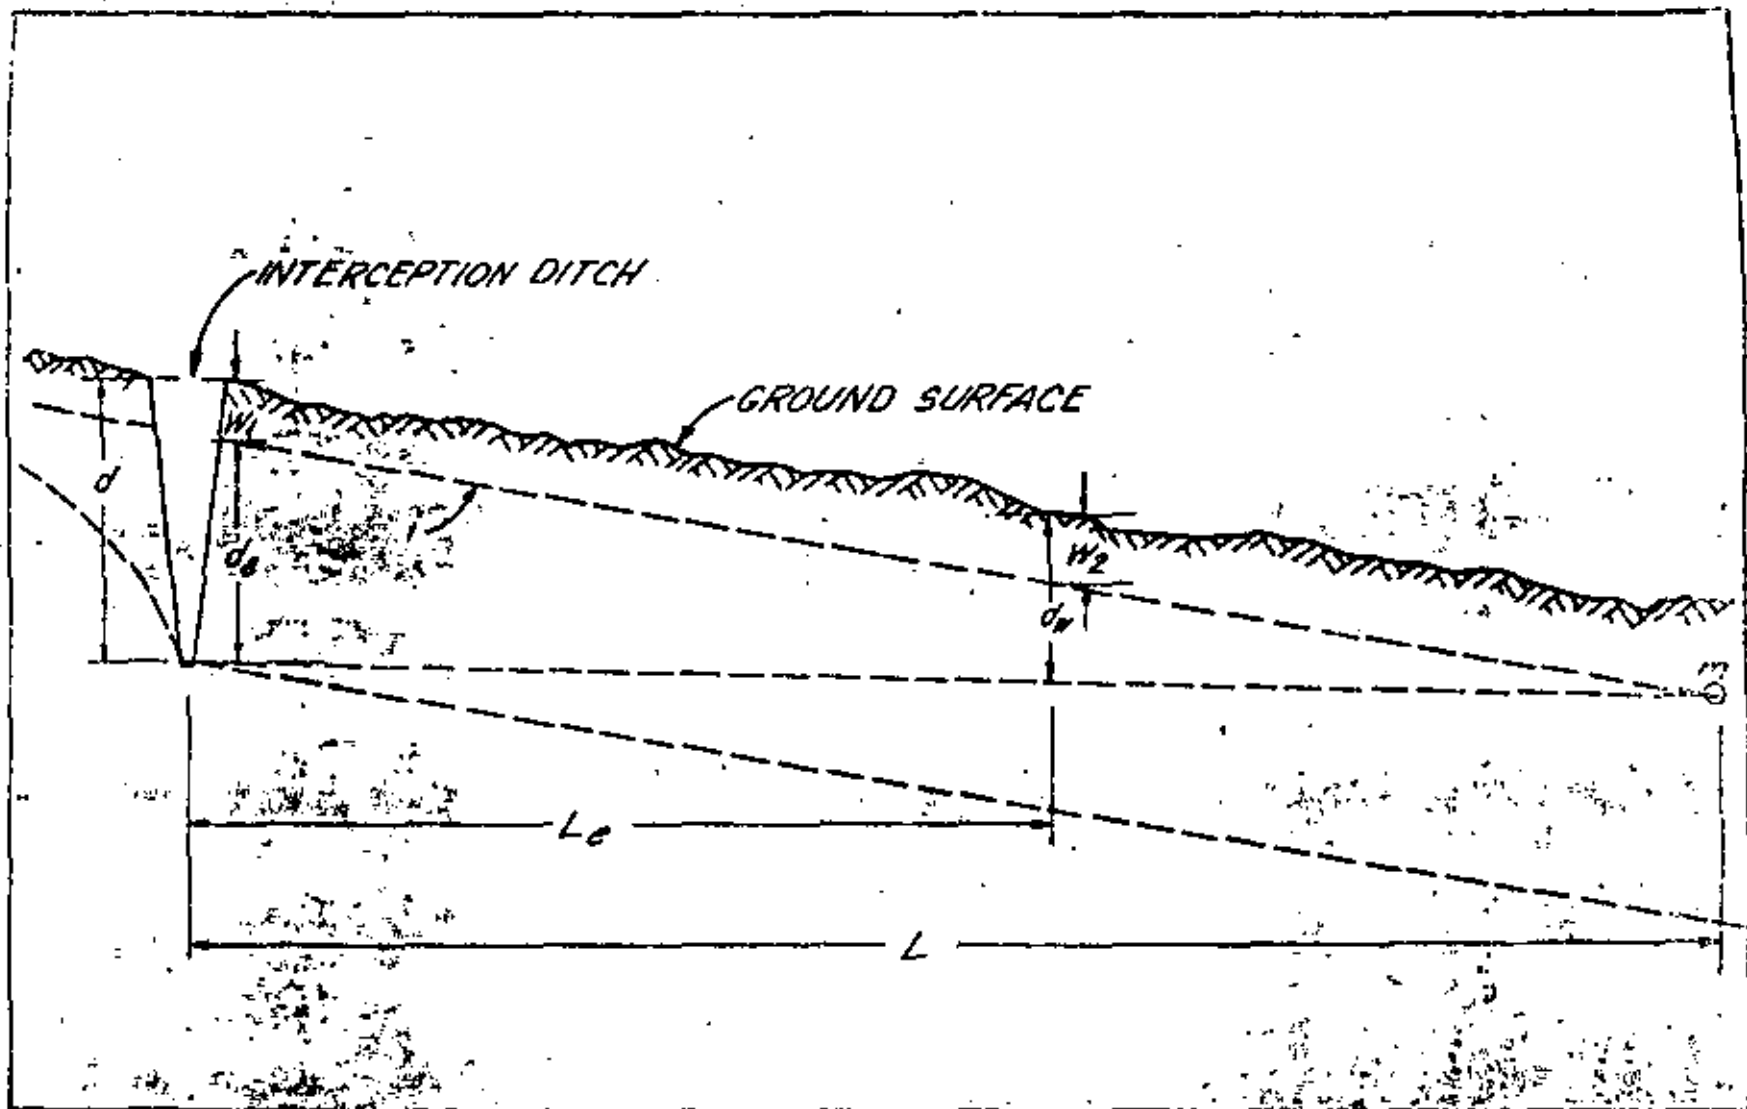 INTERCEPTION DITCH
GROUND SURFACE
W1
d
de
W2
dw
Le
L